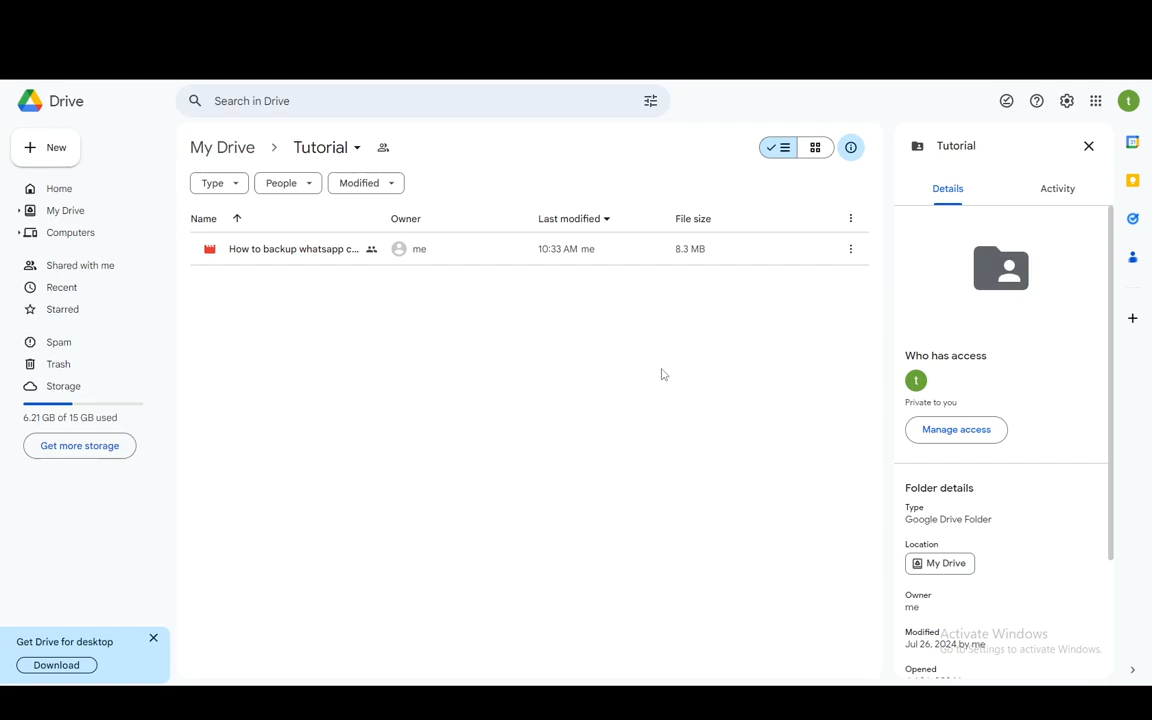 Drive
Search in Drive
t
New
My Drive > Tutorial
Tutorial
Type
People
Modified
Details
Activity
Home
My Drive
Computers
Name
Owner
Last modified
File size
How to backup whatsapp c...
me
10:33 AM me
8.3 MB
Shared with me
Recent
Starred
Spam
Trash
Storage
6.21 GB of 15 GB used
Get more storage
Who has access
t
Private to you
Manage access
Folder details
Type
Google Drive Folder
Location
My Drive
Owner
me
Modified
Jul 26, 2024 by me
Activate Windows
Go to Settings to activate Windows.
Opened
Get Drive for desktop
Download